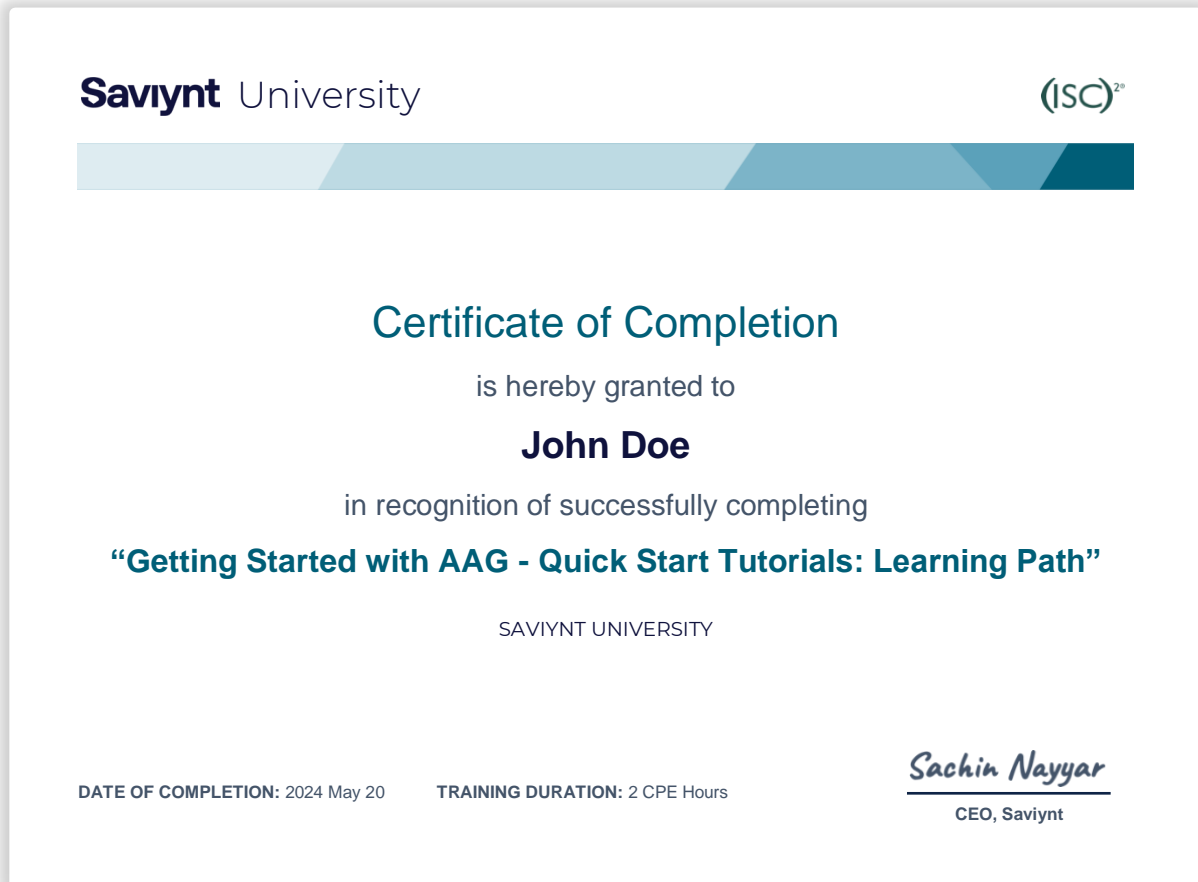 Saviynt University
(ISC)²®
Certificate of Completion
is hereby granted to
John Doe
in recognition of successfully completing
“Getting Started with AAG - Quick Start Tutorials: Learning Path”
SAVIYNT UNIVERSITY
Sachin Nayyar
DATE OF COMPLETION: 2024 May 20 TRAINING DURATION: 2 CPE Hours
CEO, Saviynt